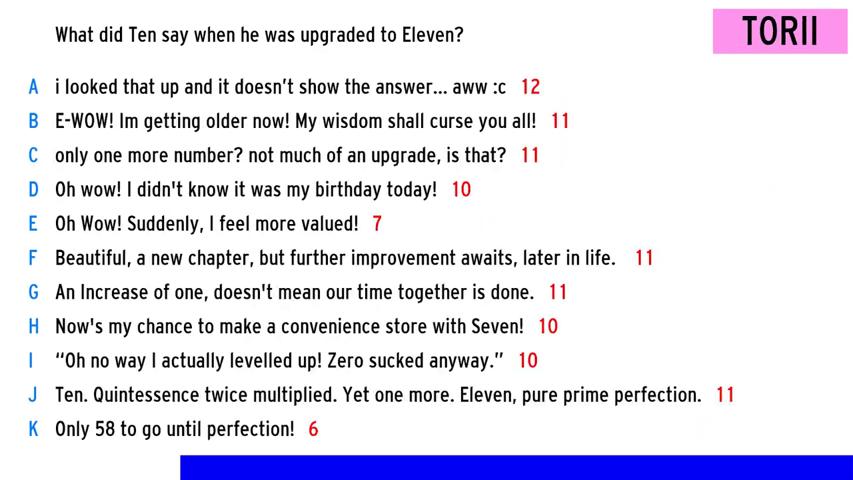 What did Ten say when he was upgraded to Eleven?
TORII
A i looked that up and it doesn't show the answer... aww :c 12
B E-WOW! Im getting older now! My wisdom shall curse you all! 11
C only one more number? not much of an upgrade, is that? 11
D Oh wow! I didn't know it was my birthday today! 10
E Oh Wow! Suddenly, I feel more valued! 7
F Beautiful, a new chapter, but further improvement awaits, later in life. 11
G An Increase of one, doesn't mean our time together is done. 11
H Now's my chance to make a convenience store with Seven! 10
I “Oh no way I actually levelled up! Zero sucked anyway.” 10
J Ten. Quintessence twice multiplied. Yet one more. Eleven, pure prime perfection. 11
K Only 58 to go until perfection! 6